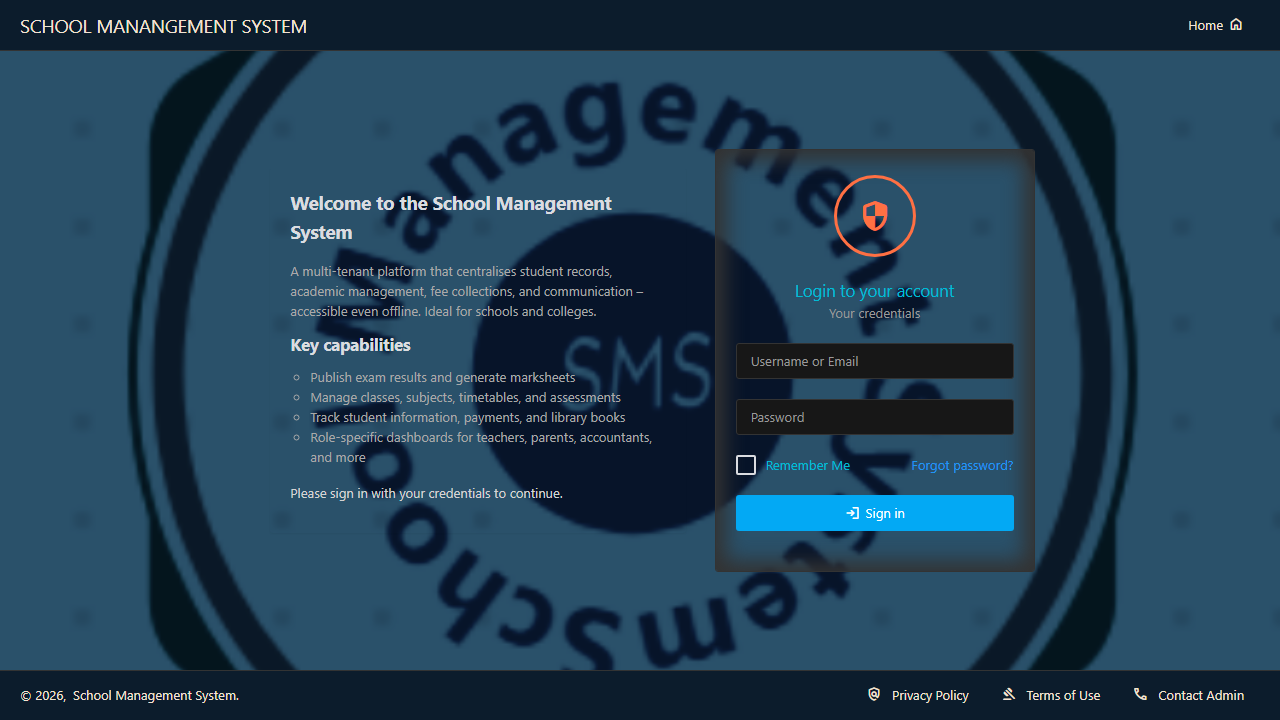 SCHOOL MANANGEMENT SYSTEM
Home
Management System School
SMS
Welcome to the School Management
System
A multi-tenant platform that centralises student records,
academic management, fee collections, and communication –
accessible even offline. Ideal for schools and colleges.
Key capabilities
Publish exam results and generate marksheets
Manage classes, subjects, timetables, and assessments
Track student information, payments, and library books
Role-specific dashboards for teachers, parents, accountants,
and more
Please sign in with your credentials to continue.
Login to your account
Your credentials
Username or Email
Password
Remember Me
Forgot password?
Sign in
© 2026, School Management System.
Privacy Policy
Terms of Use
Contact Admin